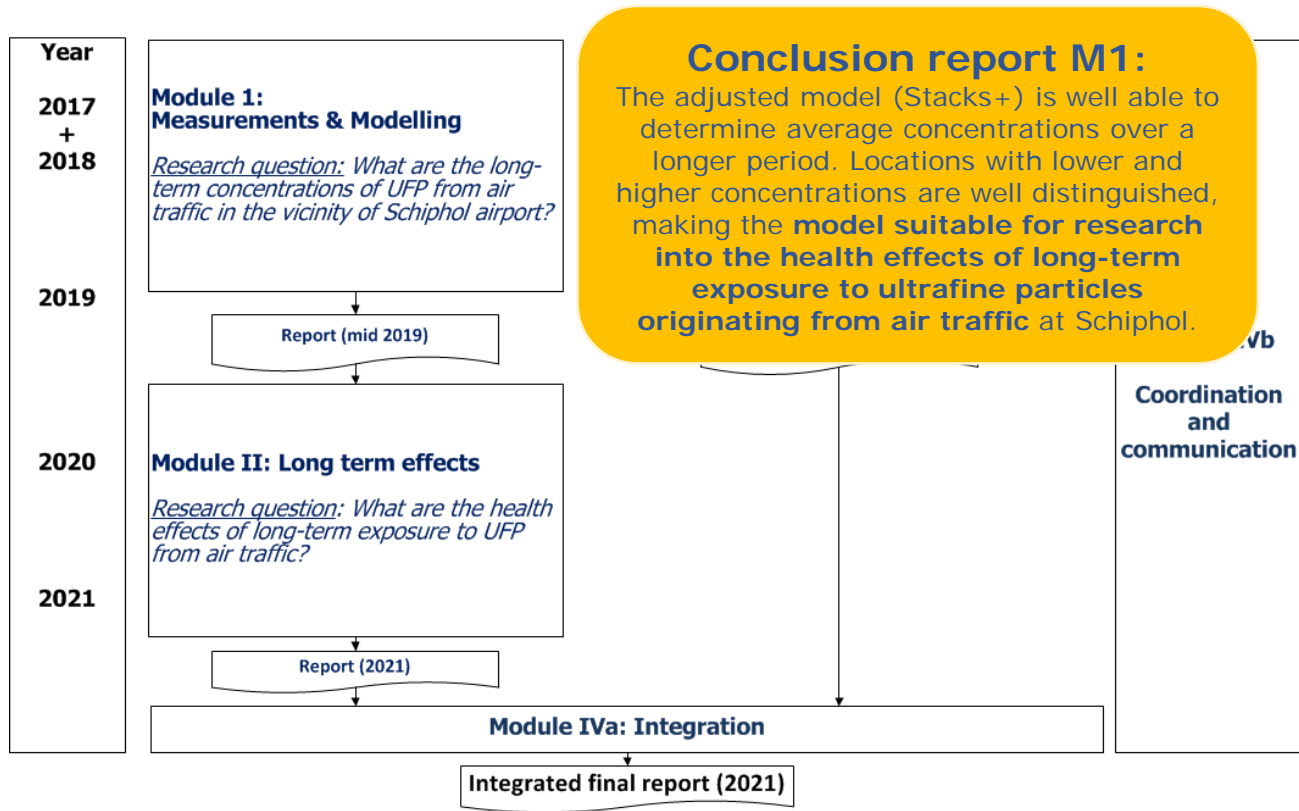 Year
2017
+
2018
2019
2020
2021
Module 1:
Measurements & Modelling
Research question: What are the long-
term concentrations of UFP from air
traffic in the vicinity of Schiphol airport?
Report (mid 2019)
Module II: Long term effects
Research question: What are the health
effects of long-term exposure to UFP
from air traffic?
Report (2021)
Conclusion report M1:
The adjusted model (Stacks+) is well able to
determine average concentrations over a
longer period. Locations with lower and
higher concentrations are well distinguished,
making the model suitable for research
into the health effects of long-term
exposure to ultrafine particles
originating from air traffic at Schiphol.
Vb
Coordination
and
communication
Module IVa: Integration
Integrated final report (2021)